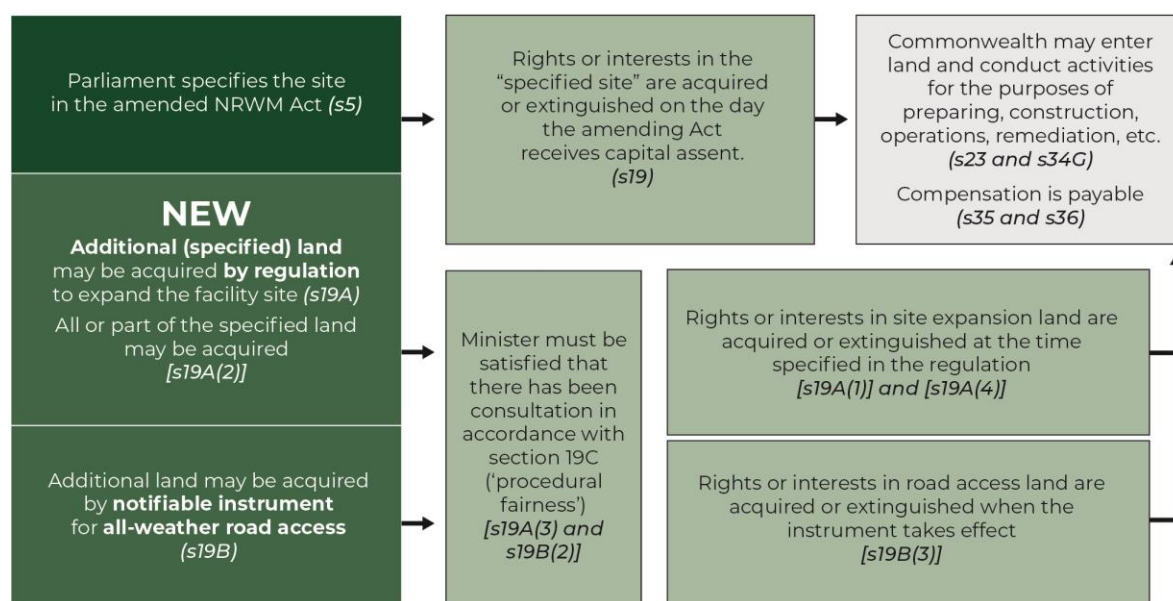 Parliament specifies the site
in the amended NRWM Act (s5)
Rights or interests in the
“specified site” are acquired
or extinguished on the day
the amending Act
receives capital assent.
(s19)
Commonwealth may enter
land and conduct activities
for the purposes of
preparing, construction,
operations, remediation, etc.
(s23 and s34G)
Compensation is payable
(s35 and s36)
NEW
Additional (specified) land
may be acquired by regulation
to expand the facility site (s19A)
All or part of the specified land
may be acquired
[s19A(2)]
Additional land may be acquired
by notifiable instrument
for all-weather road access
(s19B)
Minister must be
satisfied that
there has been
consultation in
accordance with
section 19C
(‘procedural
fairness’)
[s19A(3) and
s19B(2)]
Rights or interests in site expansion land are
acquired or extinguished at the time
specified in the regulation
[s19A(1)] and [s19A(4)]
Rights or interests in road access land are
acquired or extinguished when the
instrument takes effect
[s19B(3)]